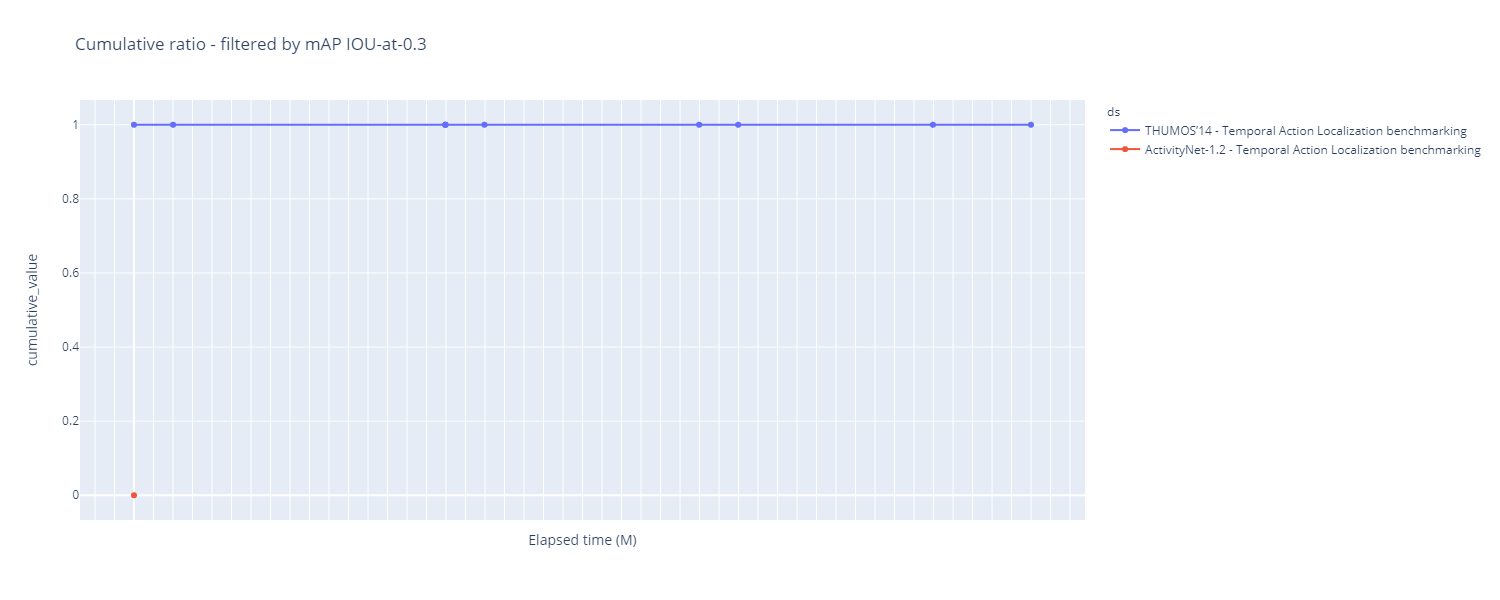 Cumulative ratio - filtered by mAP IOU-at-0.3
ds
THUMOS’14 - Temporal Action Localization benchmarking
ActivityNet-1.2 - Temporal Action Localization benchmarking
cumulative_value
1
0.8
0.6
0.4
0.2
0
Elapsed time (M)